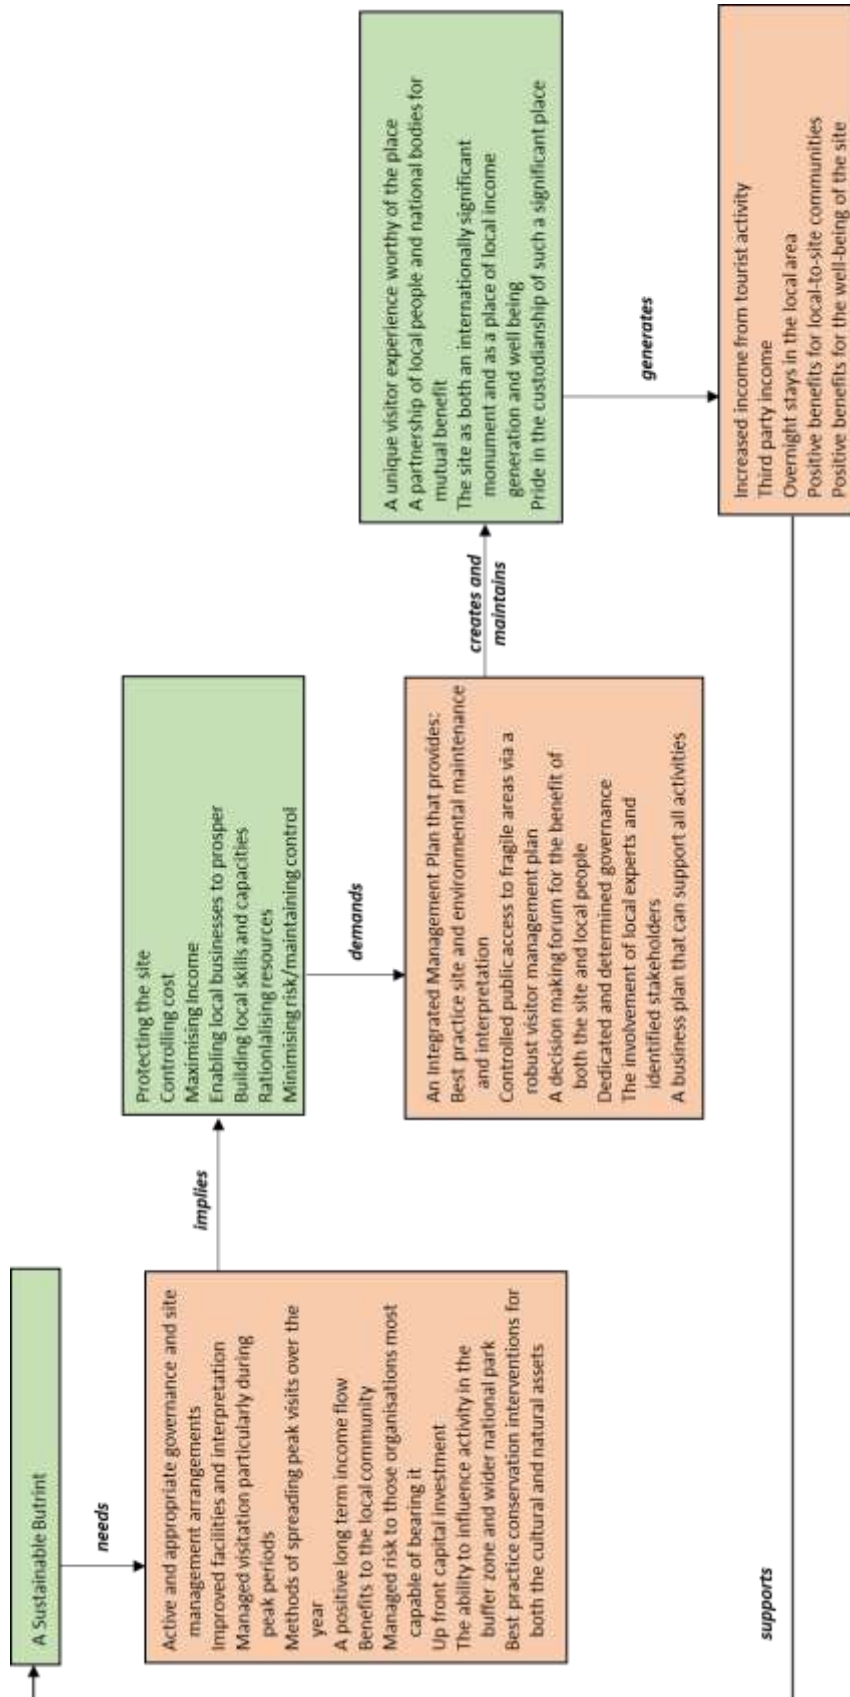 A Sustainable Butrint
needs
Active and appropriate governance and site
management arrangements
Improved facilities and interpretation
Managed visitation particularly during
peak periods
Methods of spreading peak visits over the
year
A positive long term income flow
Benefits to the local community
Managed risk to those organisations most
capable of bearing it
Up front capital investment
The ability to influence activity in the
buffer zone and wider national park
Best practice conservation interventions for
both the cultural and natural assets
implies
Protecting the site
Controlling cost
Maximising Income
Enabling local businesses to prosper
Building local skills and capacities
Rationlalising resources
Minimising risk/maintaining control
demands
An Integrated Management Plan that provides:
Best practice site and environmental maintenance
and interpretation
Controlled public access to fragile areas via a
robust visitor management plan
A decision making forum for the benefit of
both the site and local people
Dedicated and determined governance
The involvement of local experts and
identified stakeholders
A business plan that can support all activities
creates and
maintains
A unique visitor experience worthy of the place
A partnership of local people and national bodies for
mutual benefit
The site as both an internationally significant
monument and as a place of local income
generation and well being
Pride in the custodianship of such a significant place
generates
Increased income from tourist activity
Third party income
Overnight stays in the local area
Positive benefits for local-to-site communities
Positive benefits for the well-being of the site
supports